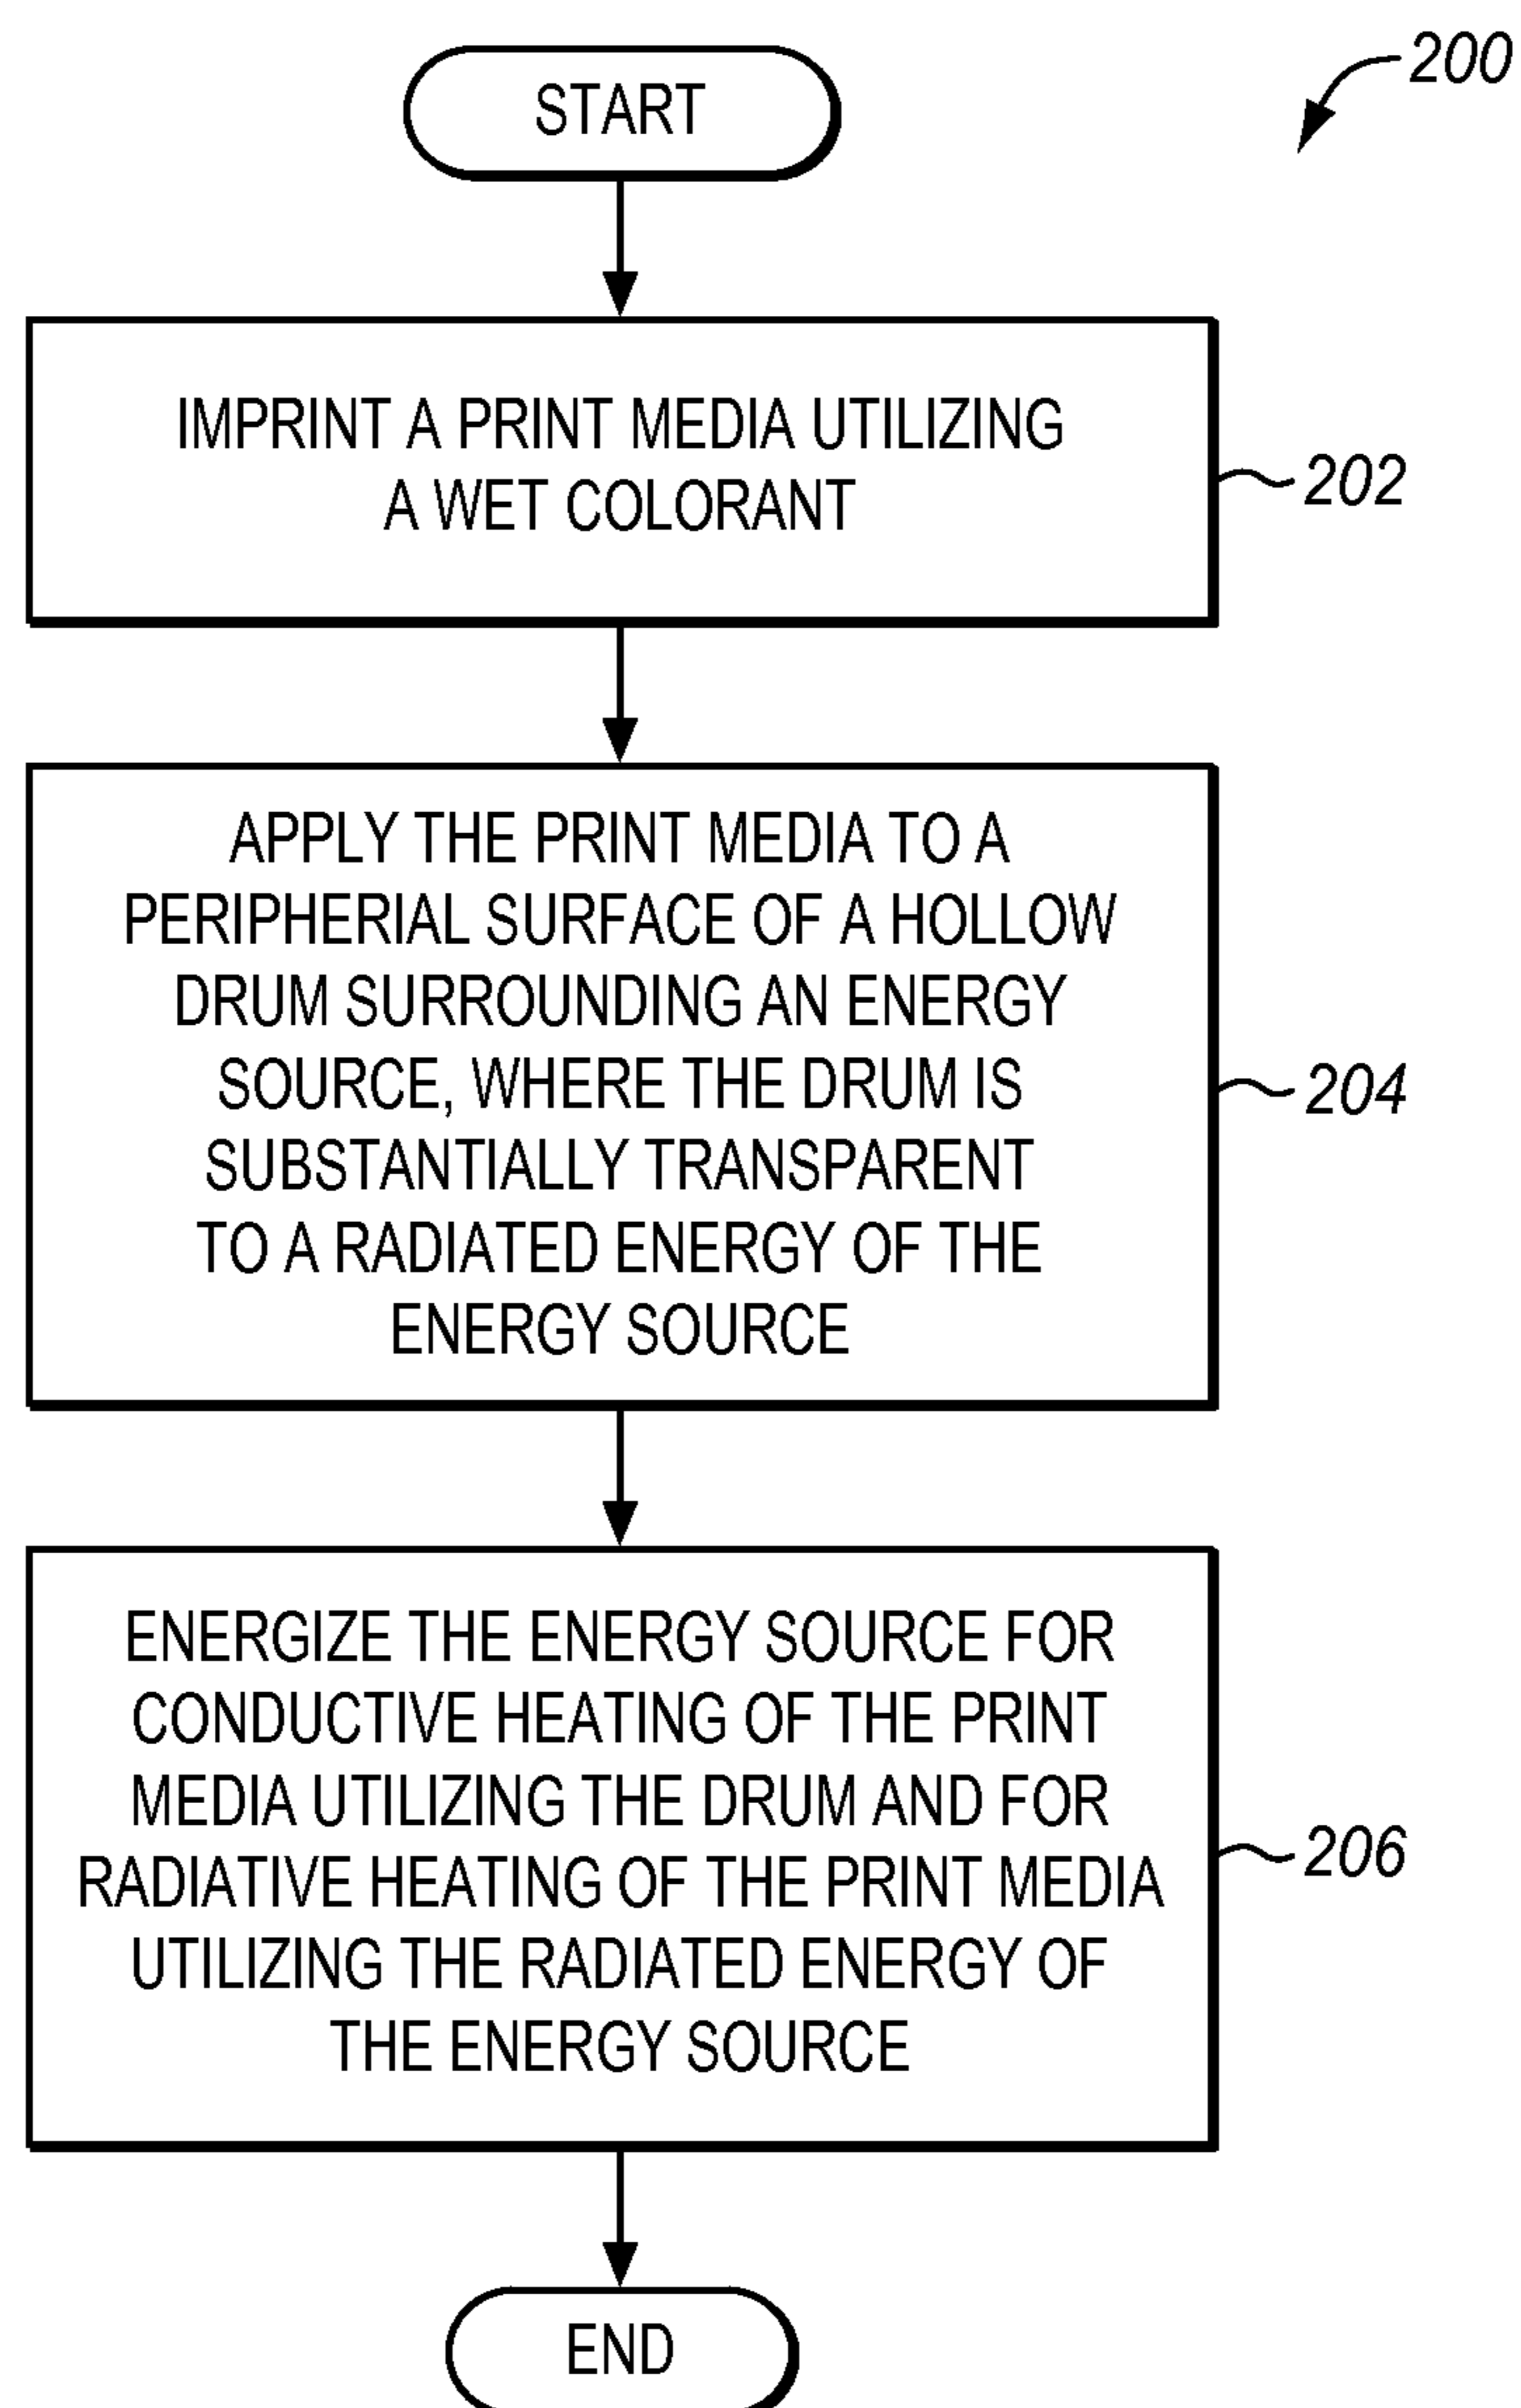 START
200
IMPRINT A PRINT MEDIA UTILIZING
A WET COLORANT
202
APPLY THE PRINT MEDIA TO A
PERIPHERIAL SURFACE OF A HOLLOW
DRUM SURROUNDING AN ENERGY
SOURCE, WHERE THE DRUM IS
SUBSTANTIALLY TRANSPARENT
TO A RADIATED ENERGY OF THE
ENERGY SOURCE
204
ENERGIZE THE ENERGY SOURCE FOR
CONDUCTIVE HEATING OF THE PRINT
MEDIA UTILIZING THE DRUM AND FOR
RADIATIVE HEATING OF THE PRINT MEDIA
UTILIZING THE RADIATED ENERGY OF
THE ENERGY SOURCE
206
END